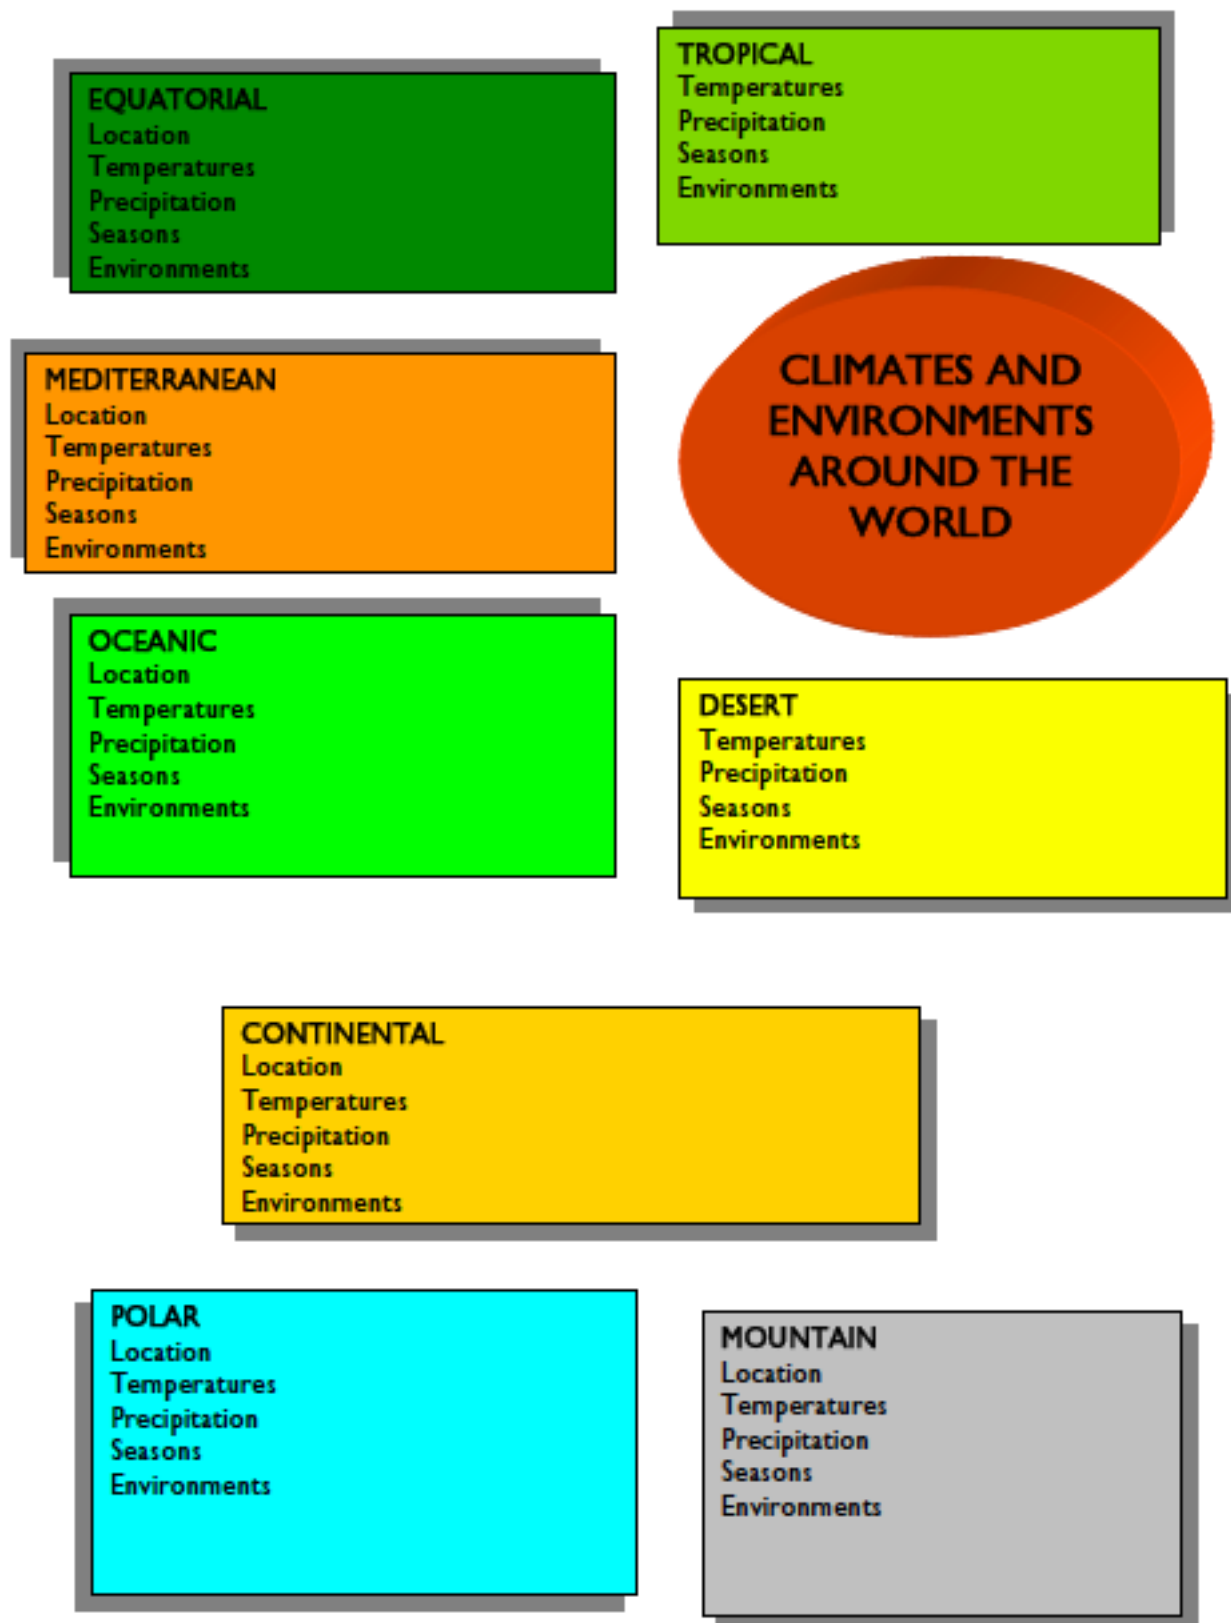 EQUATORIAL
Location
Temperatures
Precipitation
Seasons
Environments
TROPICAL
Temperatures
Precipitation
Seasons
Environments
CLIMATES AND
ENVIRONMENTS
AROUND THE
WORLD
MEDITERRANEAN
Location
Temperatures
Precipitation
Seasons
Environments
OCEANIC
Location
Temperatures
Precipitation
Seasons
Environments
DESERT
Temperatures
Precipitation
Seasons
Environments
CONTINENTAL
Location
Temperatures
Precipitation
Seasons
Environments
POLAR
Location
Temperatures
Precipitation
Seasons
Environments
MOUNTAIN
Location
Temperatures
Precipitation
Seasons
Environments